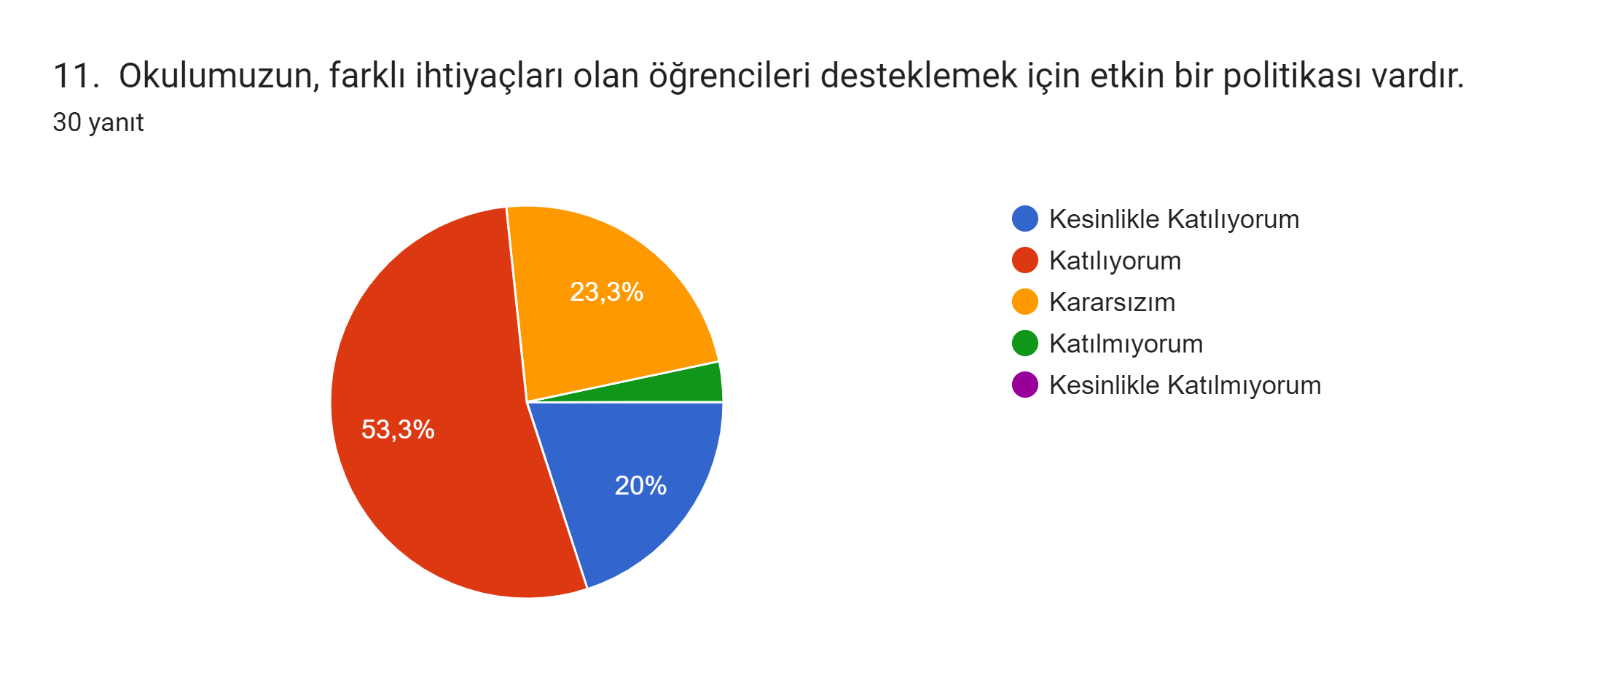 11.  Okulumuzun, farklı ihtiyaçları olan öğrencileri desteklemek için etkin bir politikası vardır.
30 yanıt
23,3%
53,3%
20%
Kesinlikle Katılıyorum
Katılıyorum
Kararsızım
Katılmıyorum
Kesinlikle Katılmıyorum